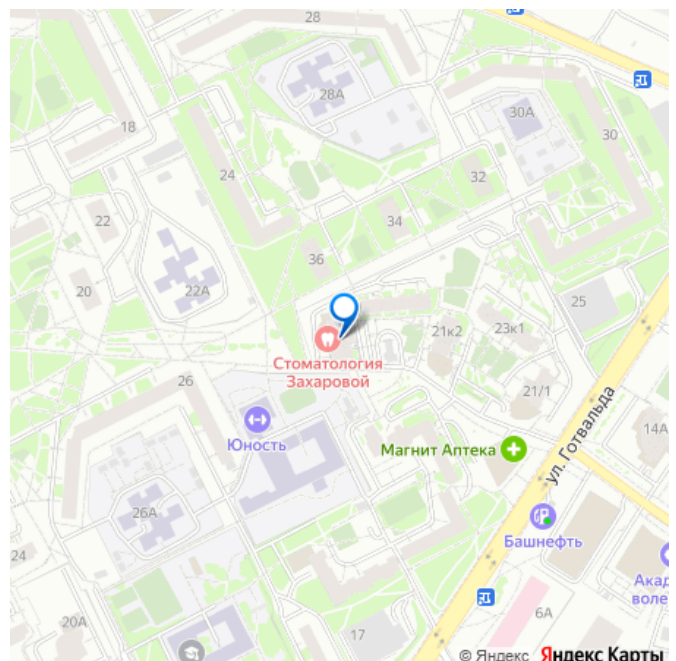 28
28А
30А
18
30
24
32
22
34
36
20
22А
25
21к2
23к1
Стоматология
Захаровой
26
21/1
ул. Готвальда
14А
Юность
Магнит Аптека
26А
Башнефть
24
Акад
воле
6А
20А
17
© Яндекс Яндекс Карты